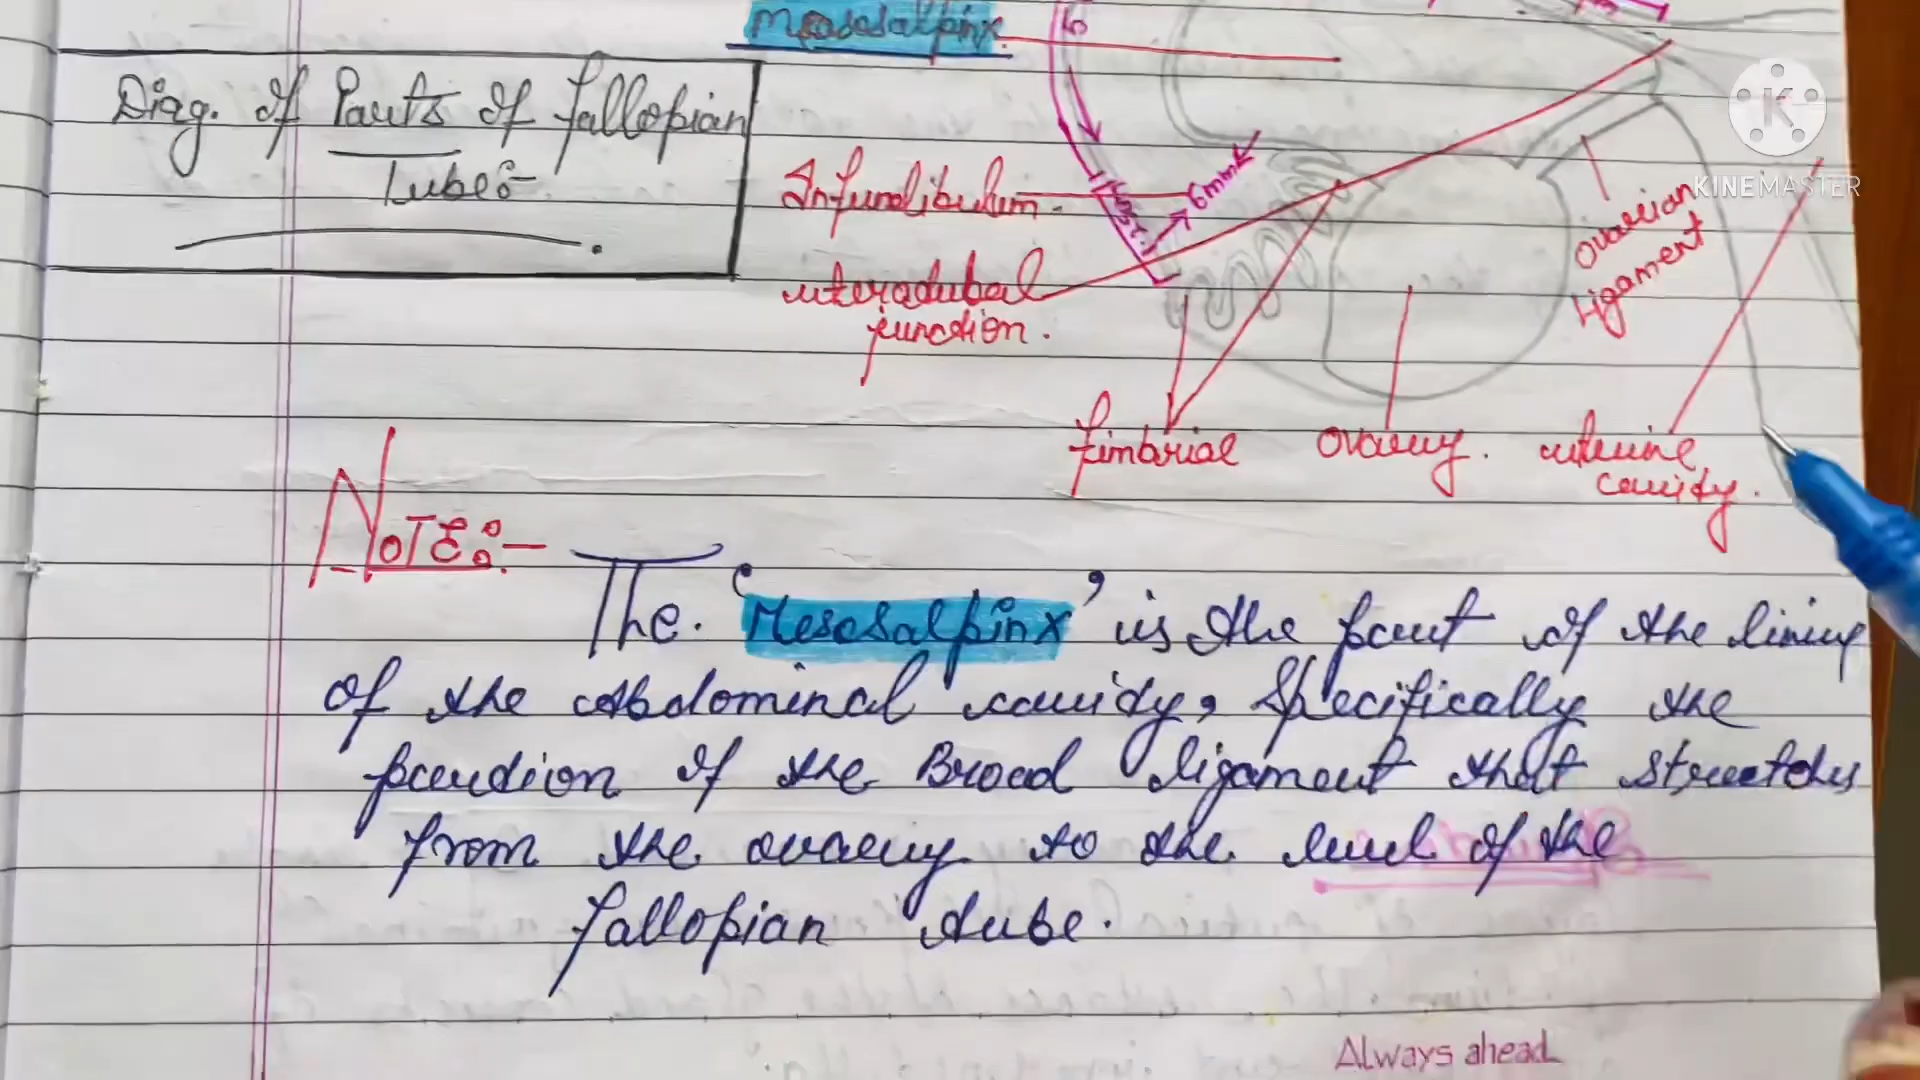 Mesosalpinx.
Diag. of Parts of fallopian
tube:-
Infundibulum.
6mm
uterotubal
junction.
ovarian
ligament
fimbriae
ovary.
uterine
cavity.
K
KINEMASTER
NOTE:-
The. 'Mesosalpinx' is the part of the lining
of the abdominal cavity, specifically the
portion of the Broad ligament that stretches
from the ovary to the level of the
fallopian tube.
Always ahead